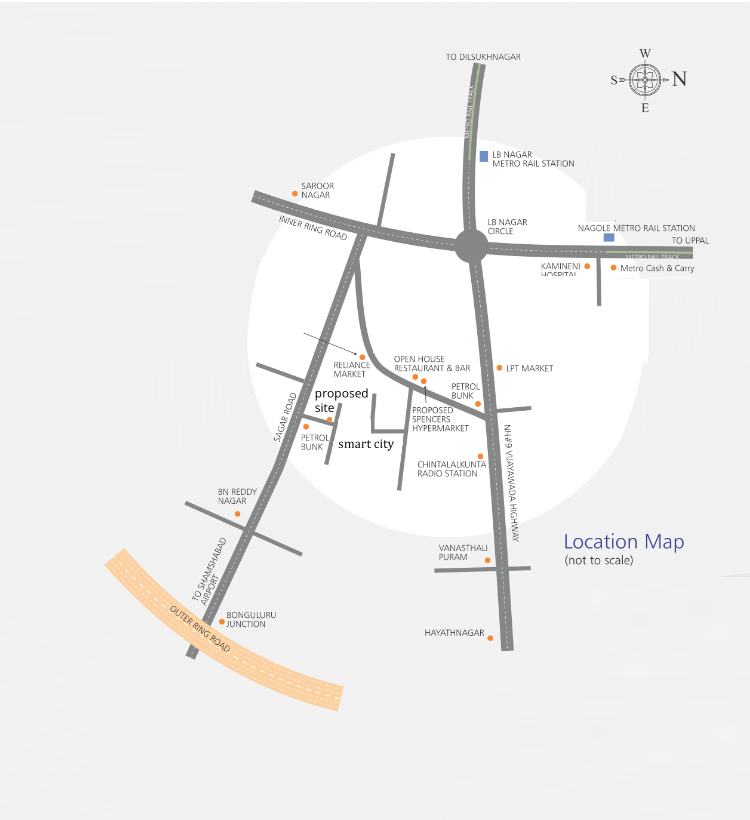 TO DILSUKHNAGAR
W
S
N
E
METRO RAIL TRACK
LB NAGAR
METRO RAIL STATION
SAROOR
NAGAR
INNER RING ROAD
LB NAGAR
CIRCLE
NAGOLE METRO RAIL STATION
TO UPPAL
METRO RAIL TRACK
KAMINENI
HOSPITAL
Metro Cash & Carry
RELIANCE
MARKET
OPEN HOUSE
RESTAURANT & BAR
LPT MARKET
PETROL
BUNK
proposed
site
PROPOSED
SPENCERS
HYPERMARKET
SAGAR ROAD
PETROL
BUNK
smart city
NH#9 VIJAYAWADA HIGHWAY
CHINTALALKUNTA
RADIO STATION
BN REDDY
NAGAR
VANASTHALI
PURAM
Location Map
(not to scale)
TO SHAMSHABAD
AIRPORT
OUTER RING ROAD
BONGULURU
JUNCTION
HAYATHNAGAR